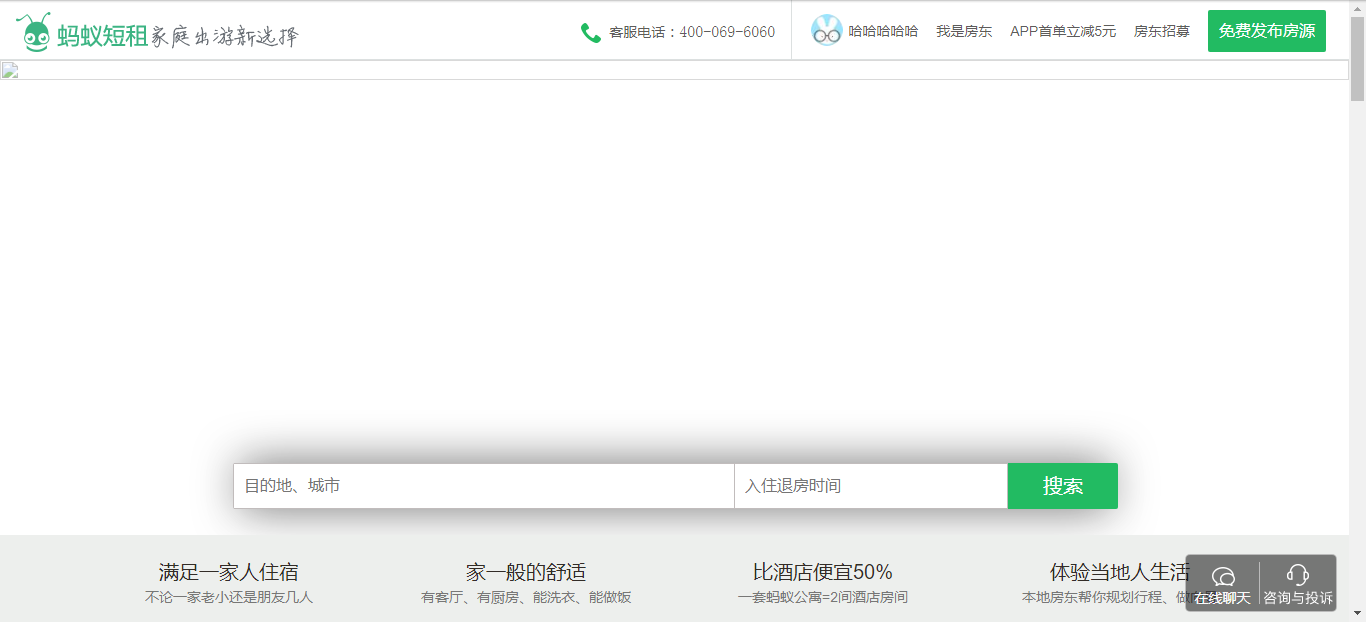 蚂蚁短租家庭出游新选择
客服电话：400-069-6060
哈哈哈哈哈 我是房东 APP首单立减5元 房东招募 免费发布房源
目的地、城市 入住退房时间 搜索
满足一家人住宿 家一般的舒适 比酒店便宜50% 体验当地人生活
不论一家老小还是朋友几人 有客厅、有厨房、能洗衣、能做饭 一套蚂蚁公寓=2间酒店房间 本地房东帮你规划行程、做
在线聊天 咨询与投诉